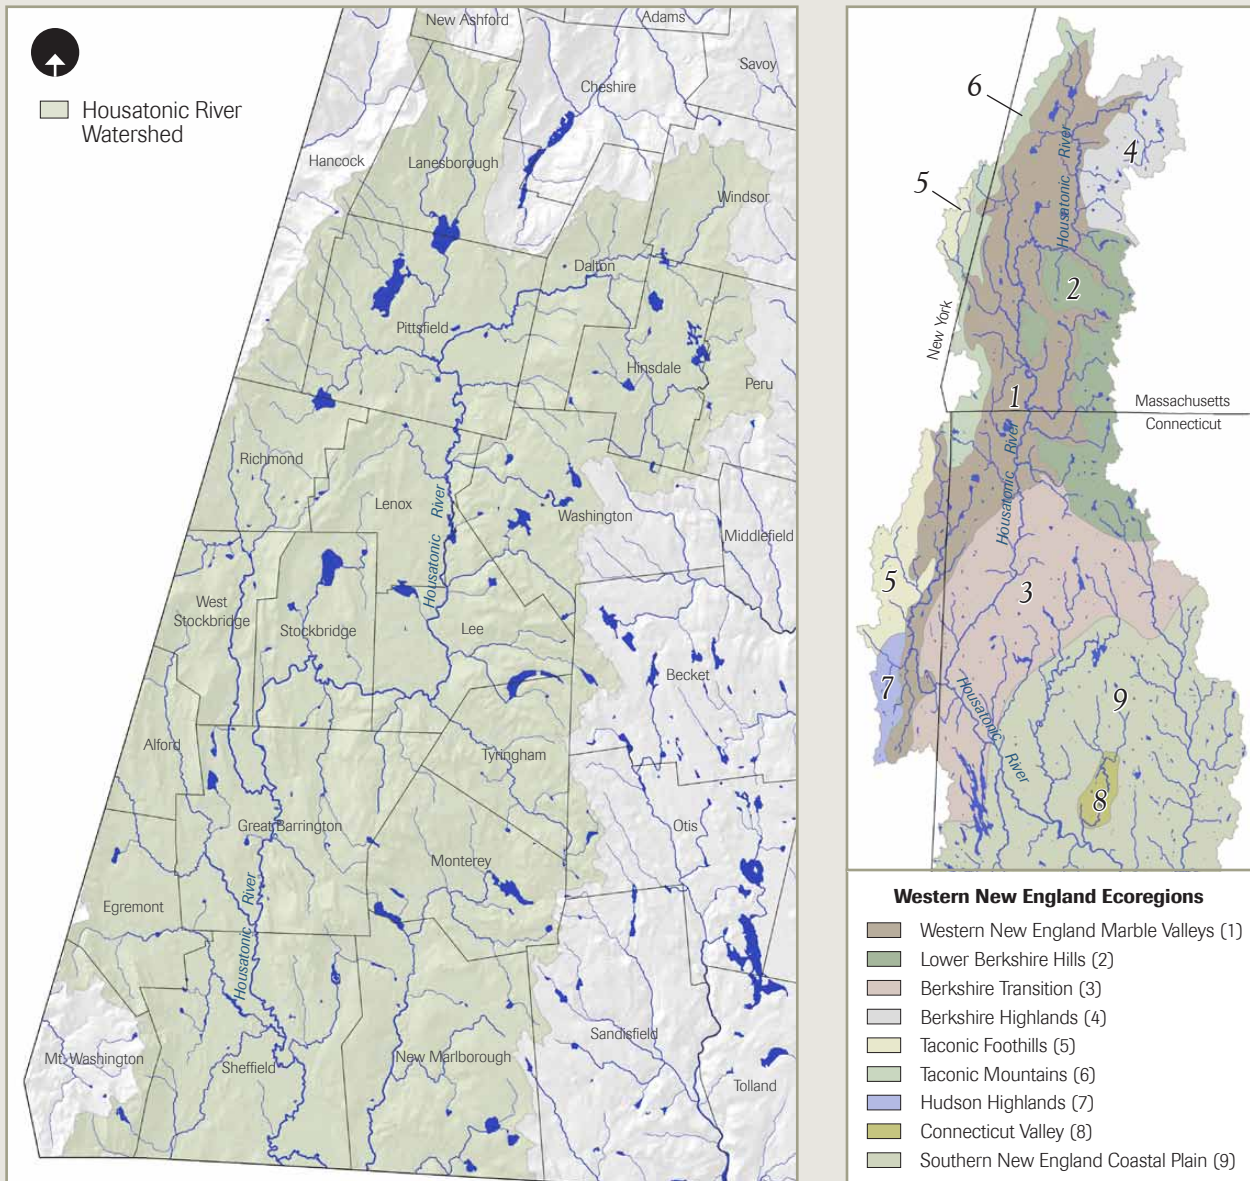 New Ashford
Adams
Savoy
Cheshire
Housatonic River
Watershed
Hancock
Lanesborough
Windsor
Dalton
Pittsfield
Hinsdale
Peru
Richmond
Lenox
Housatonic River
Washington
Middlefield
West
Stockbridge
Stockbridge
Lee
Becket
Alford
Tyringham
Great Barrington
Otis
Monterey
Egremont
Housatonic River
Sandisfield
Mt. Washington
Sheffield
New Marlborough
Tolland
6
4
5
Housatonic River
2
New York
1
Massachusetts
Connecticut
Housatonic River
5
3
7
9
Housatonic River
8
Western New England Ecoregions
Western New England Marble Valleys (1)
Lower Berkshire Hills (2)
Berkshire Transition (3)
Berkshire Highlands (4)
Taconic Foothills (5)
Taconic Mountains (6)
Hudson Highlands (7)
Connecticut Valley (8)
Southern New England Coastal Plain (9)